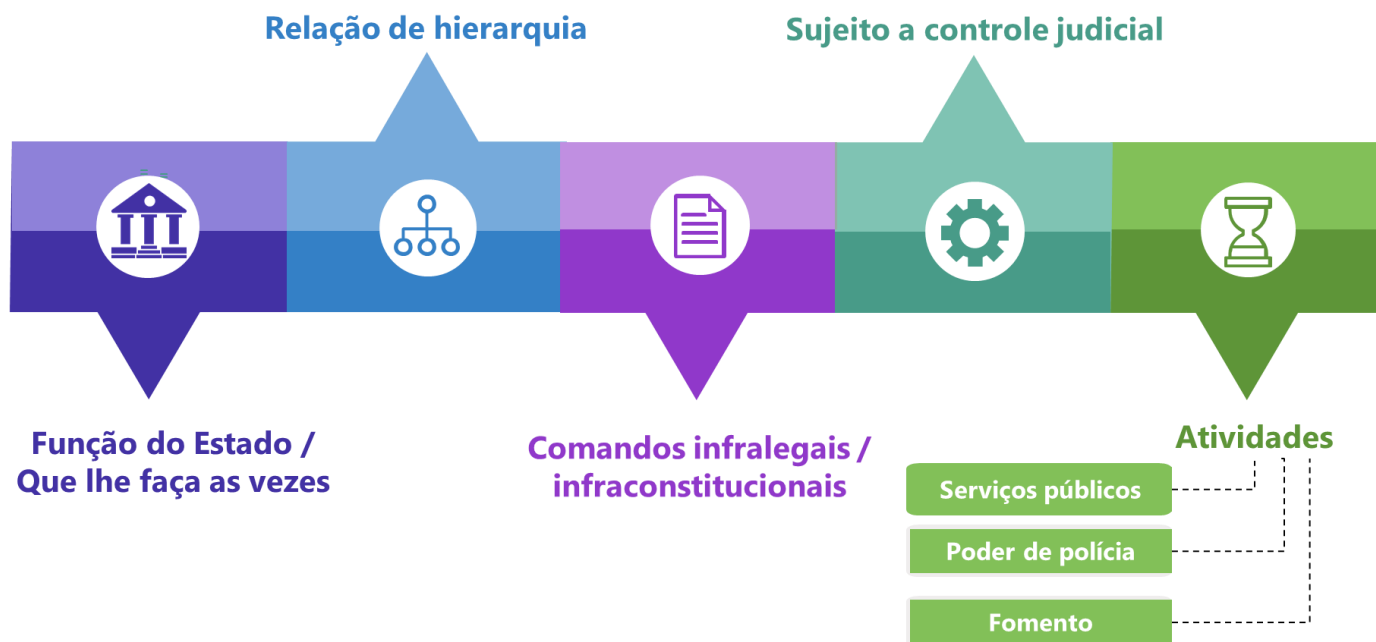 Relação de hierarquia
Sujeito a controle judicial
Função do Estado /
Que lhe faça as vezes
Comandos infralegais /
infraconstitucionais
Atividades
Serviços públicos
Poder de polícia
Fomento